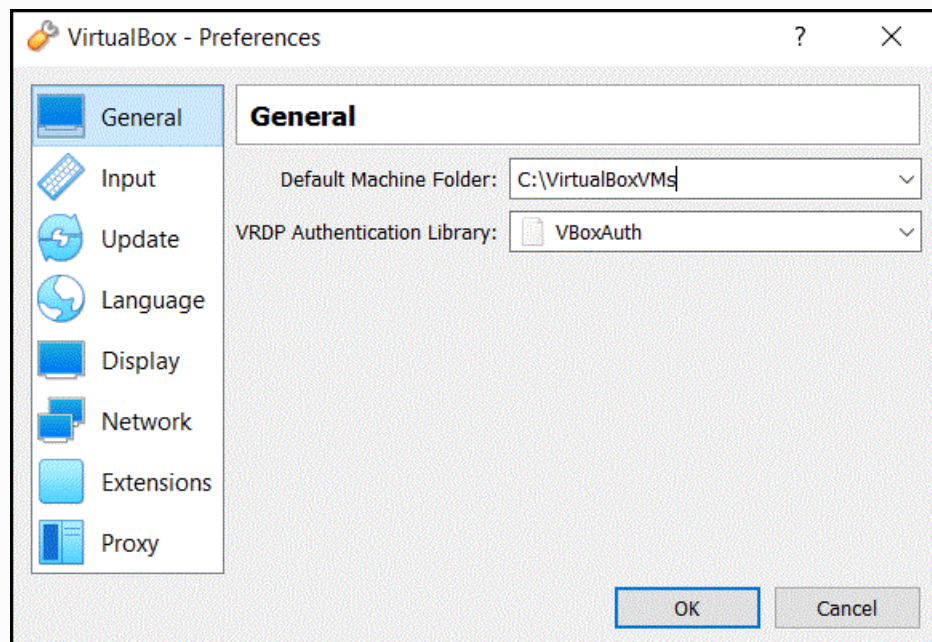 VirtualBox - Preferences ?
General
Input
Update
Language
Display
Network
Extensions
Proxy
General
Default Machine Folder: C:\VirtualBoxVMs
VRDP Authentication Library: VBoxAuth
OK Cancel